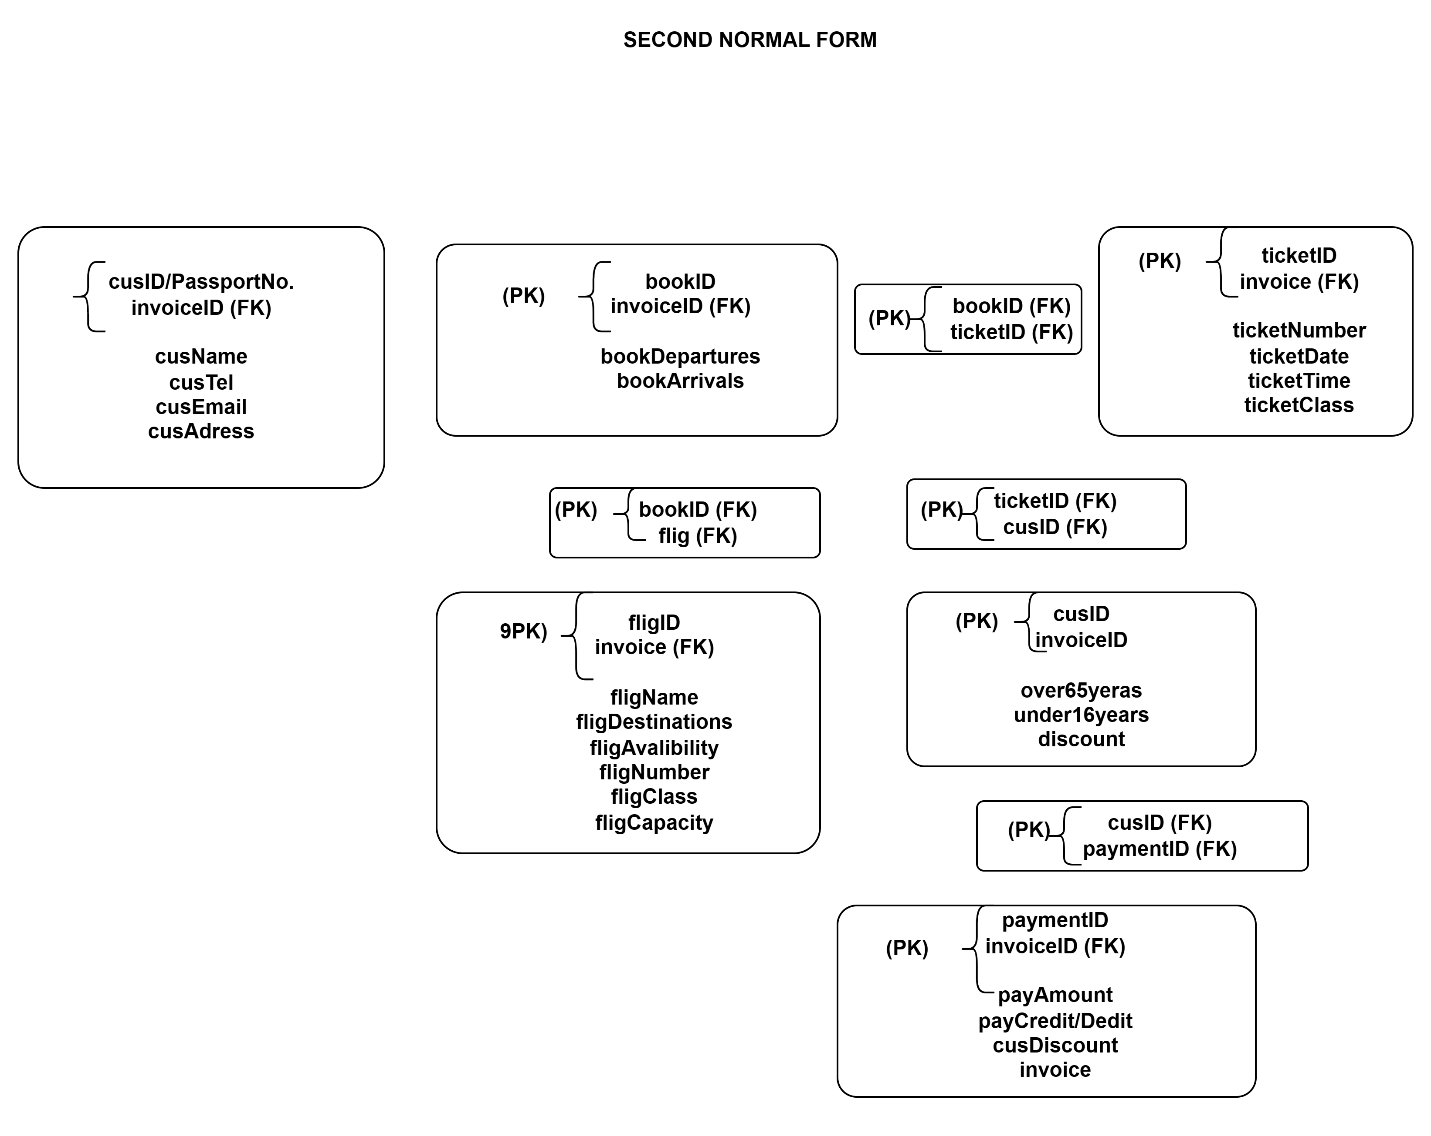 SECOND NORMAL FORM
cusID/PassportNo.
invoiceID (FK)
cusName
cusTel
cusEmail
cusAdress
(PK)
bookID
invoiceID (FK)
bookDepartures
bookArrivals
(PK)
bookID (FK)
ticketID (FK)
(PK)
ticketID
invoice (FK)
ticketNumber
ticketDate
ticketTime
ticketClass
(PK)
bookID (FK)
flig (FK)
(PK)
ticketID (FK)
cusID (FK)
9PK)
fligID
invoice (FK)
fligName
fligDestinations
fligAvalibility
fligNumber
fligClass
fligCapacity
(PK)
cusID
invoiceID
over65yeras
under16years
discount
(PK)
cusID (FK)
paymentID (FK)
(PK)
paymentID
invoiceID (FK)
payAmount
payCredit/Dedit
cusDiscount
invoice